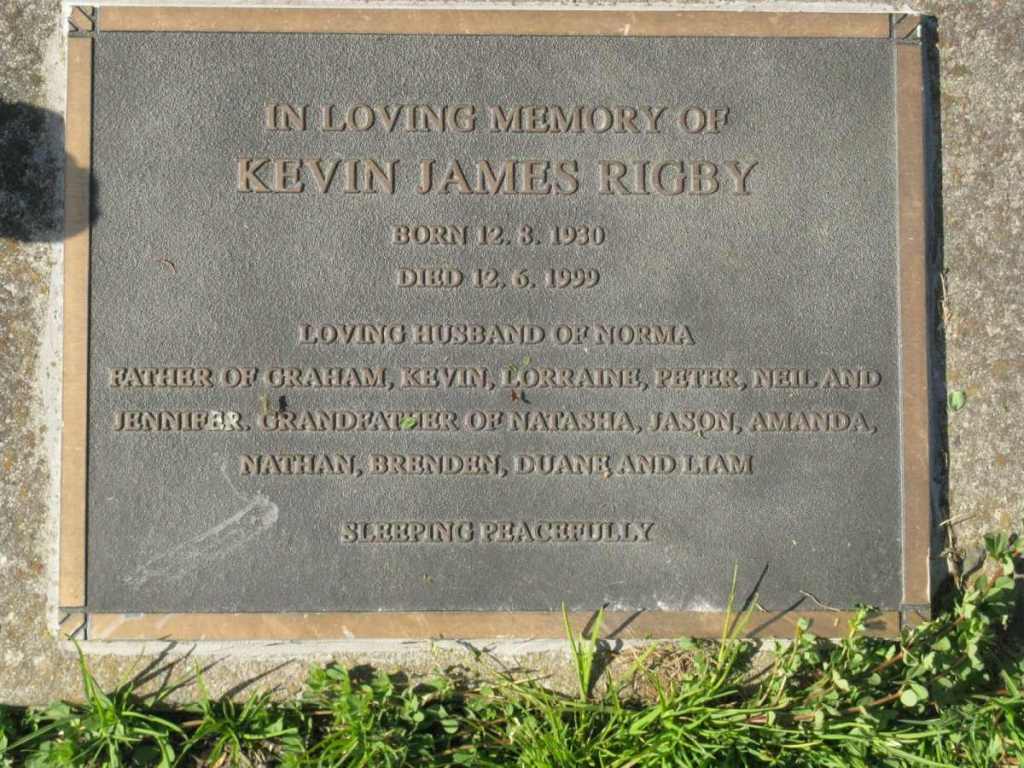 IN LOVING MEMORY OF
KEVIN JAMES RIGBY
BORN 12. 8. 1930
DIED 12. 6. 1999
LOVING HUSBAND OF NORMA
FATHER OF GRAHAM, KEVIN, LORRAINE, PETER, NEIL AND
JENNIFER. GRANDFATHER OF NATASHA, JASON, AMANDA,
NATHAN, BRENDEN, DUANE AND LIAM
SLEEPING PEACEFULLY